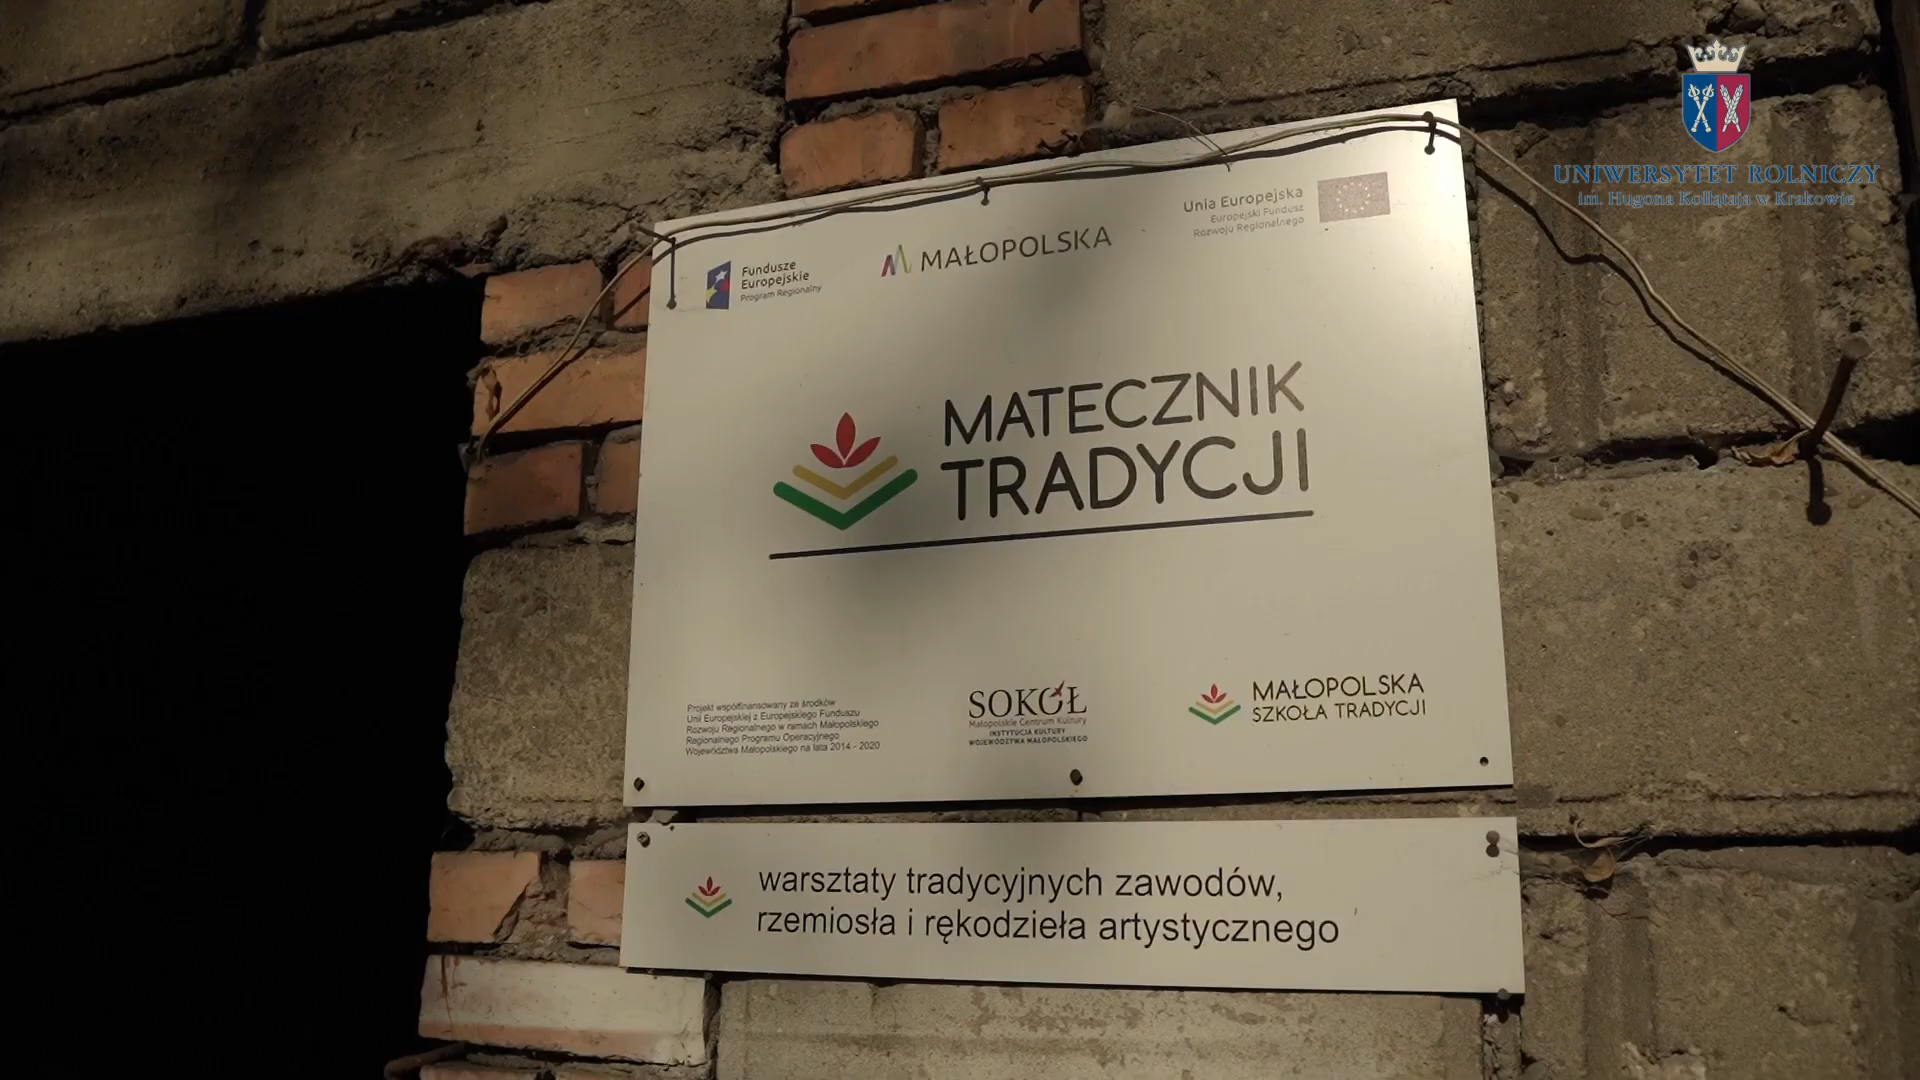 UNIWERSYTET ROLNICZY
im. Hugona Kołłątaja w Krakowie
Fundusze
Europejskie
Program Regionalny
MAŁOPOLSKA
Unia Europejska
Europejski Fundusz
Rozwoju Regionalnego
MATECZNIK
TRADYCJI
Projekt współfinansowany ze środków
Unii Europejskiej z Europejskiego Funduszu
Rozwoju Regionalnego w ramach Małopolskiego
Regionalnego Programu Operacyjnego
Województwa Małopolskiego na lata 2014 - 2020
SOKÓŁ
Małopolskie Centrum Kultury
INSTYTUCJA KULTURY
WOJEWÓDZTWA MAŁOPOLSKIEGO
MAŁOPOLSKA
SZKOŁA TRADYCJI
warsztaty tradycyjnych zawodów,
rzemiosła i rękodzieła artystycznego